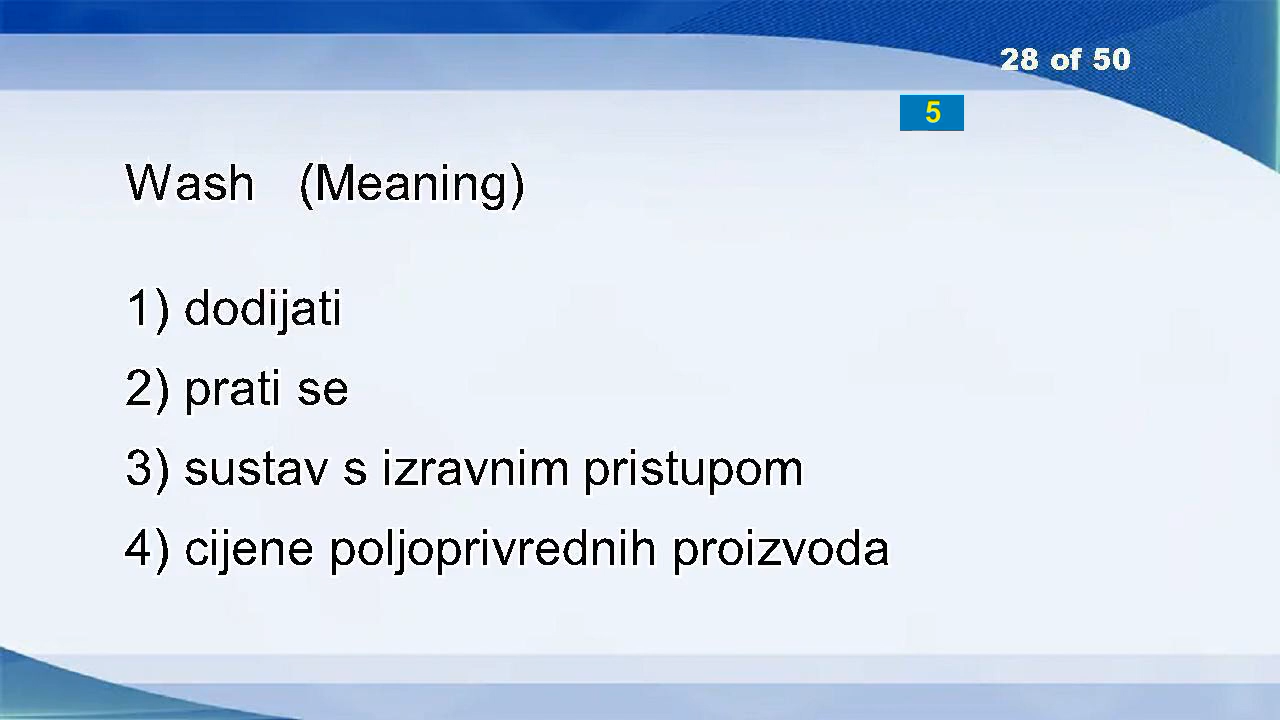 28 of 50
5
Wash (Meaning)
1) dodijati
2) prati se
3) sustav s izravnim pristupom
4) cijene poljoprivrednih proizvoda